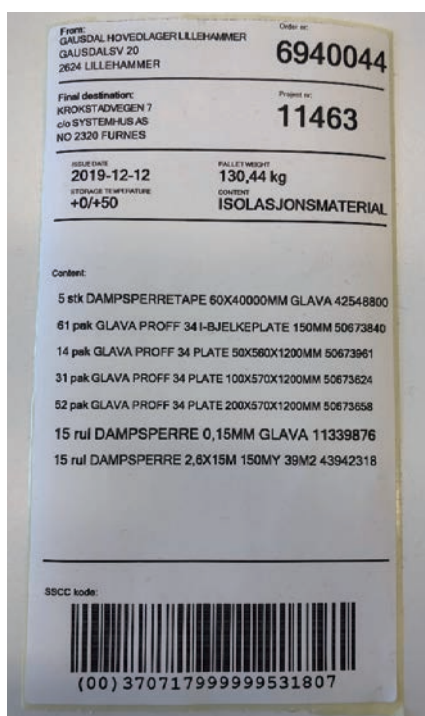 From:
GAUSDAL HOVEDLAGER LILLEHAMMER
GAUSDALSV 20
2624 LILLEHAMMER
Order nr:
6940044
Final destination:
KROKSTADVEGEN 7
c/o SYSTEMHUS AS
NO 2320 FURNES
Project nr:
11463
ISSUE DATE
2019-12-12
PALLET WEIGHT
130,44 kg
STORAGE TEMPERATURE
+0/+50
CONTENT
ISOLASJONSMATERIAL
Content:
5 stk DAMPSPERRETAPE 60X40000MM GLAVA 42548800
61 pak GLAVA PROFF 34 I-BJELKEPLATE 150MM 50673840
14 pak GLAVA PROFF 34 PLATE 50X560X1200MM 50673961
31 pak GLAVA PROFF 34 PLATE 100X570X1200MM 50673624
52 pak GLAVA PROFF 34 PLATE 200X570X1200MM 50673658
15 rul DAMPSPERRE 0,15MM GLAVA 11339876
15 rul DAMPSPERRE 2,6X15M 150MY 39M2 43942318
SSCC kode:
(00)370717999999531807